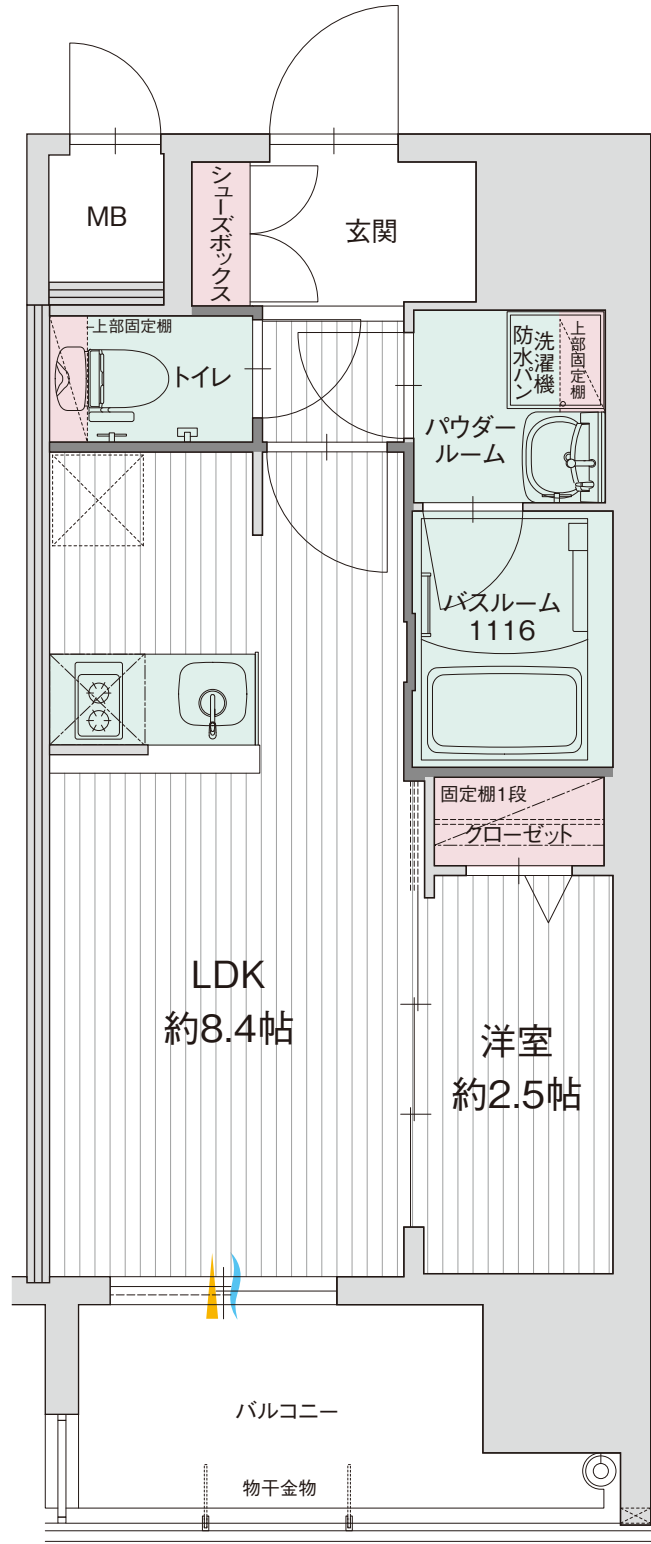 MB
シューズボックス
玄関
上部固定棚
トイレ
洗濯機
防水パン
上部固定棚
パウダー
ルーム
バスルーム
1116
固定棚1段
クローゼット
LDK
約8.4帖
洋室
約2.5帖
バルコニー
物干金物